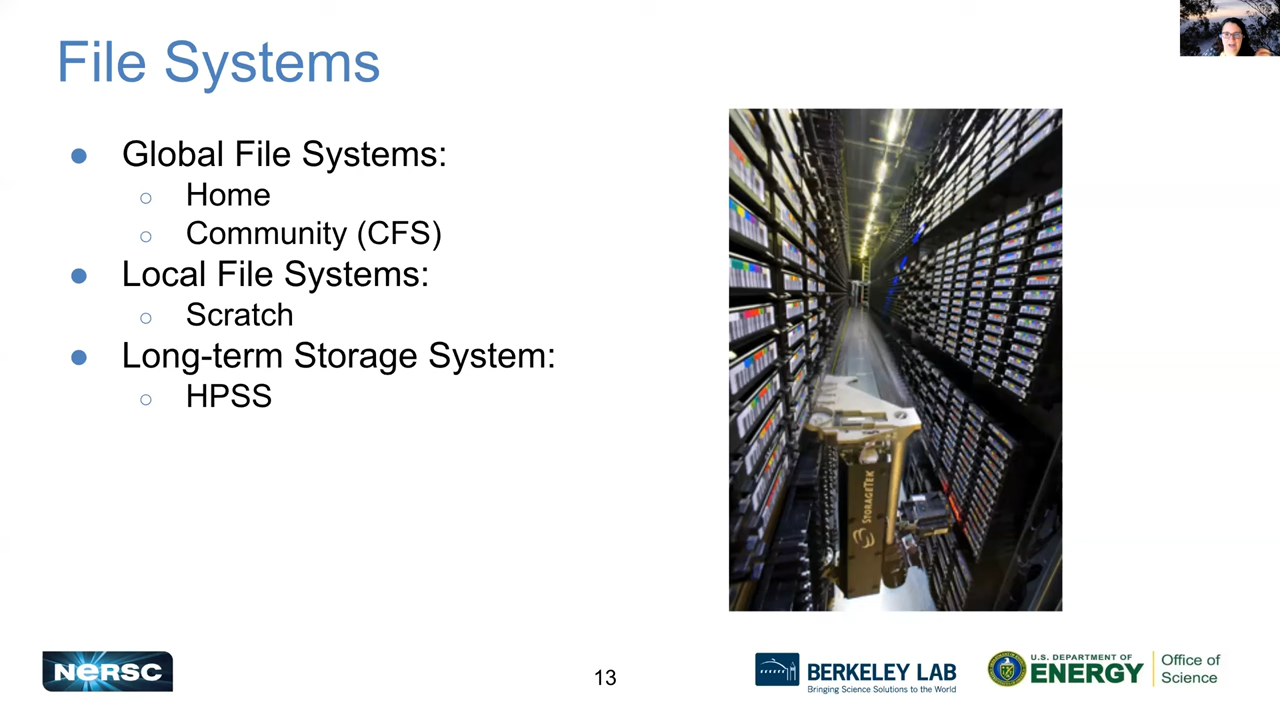 File Systems
● Global File Systems:
○ Home
○ Community (CFS)
● Local File Systems:
○ Scratch
● Long-term Storage System:
○ HPSS
STORAGETEK
NERSC
13
BERKELEY LAB
Bringing Science Solutions to the World
U.S. DEPARTMENT OF
ENERGY
Office of
Science